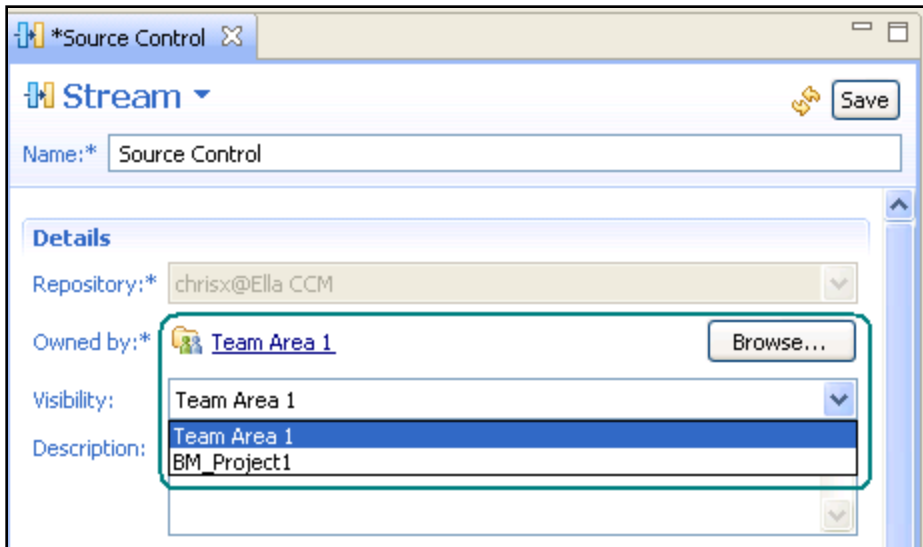 *Source Control
Stream
Save
Name:* Source Control
Details
Repository:* chrisx@Ella CCM
Owned by:* Team Area 1 Browse...
Visibility: Team Area 1
Team Area 1
Description:
BM_Project1